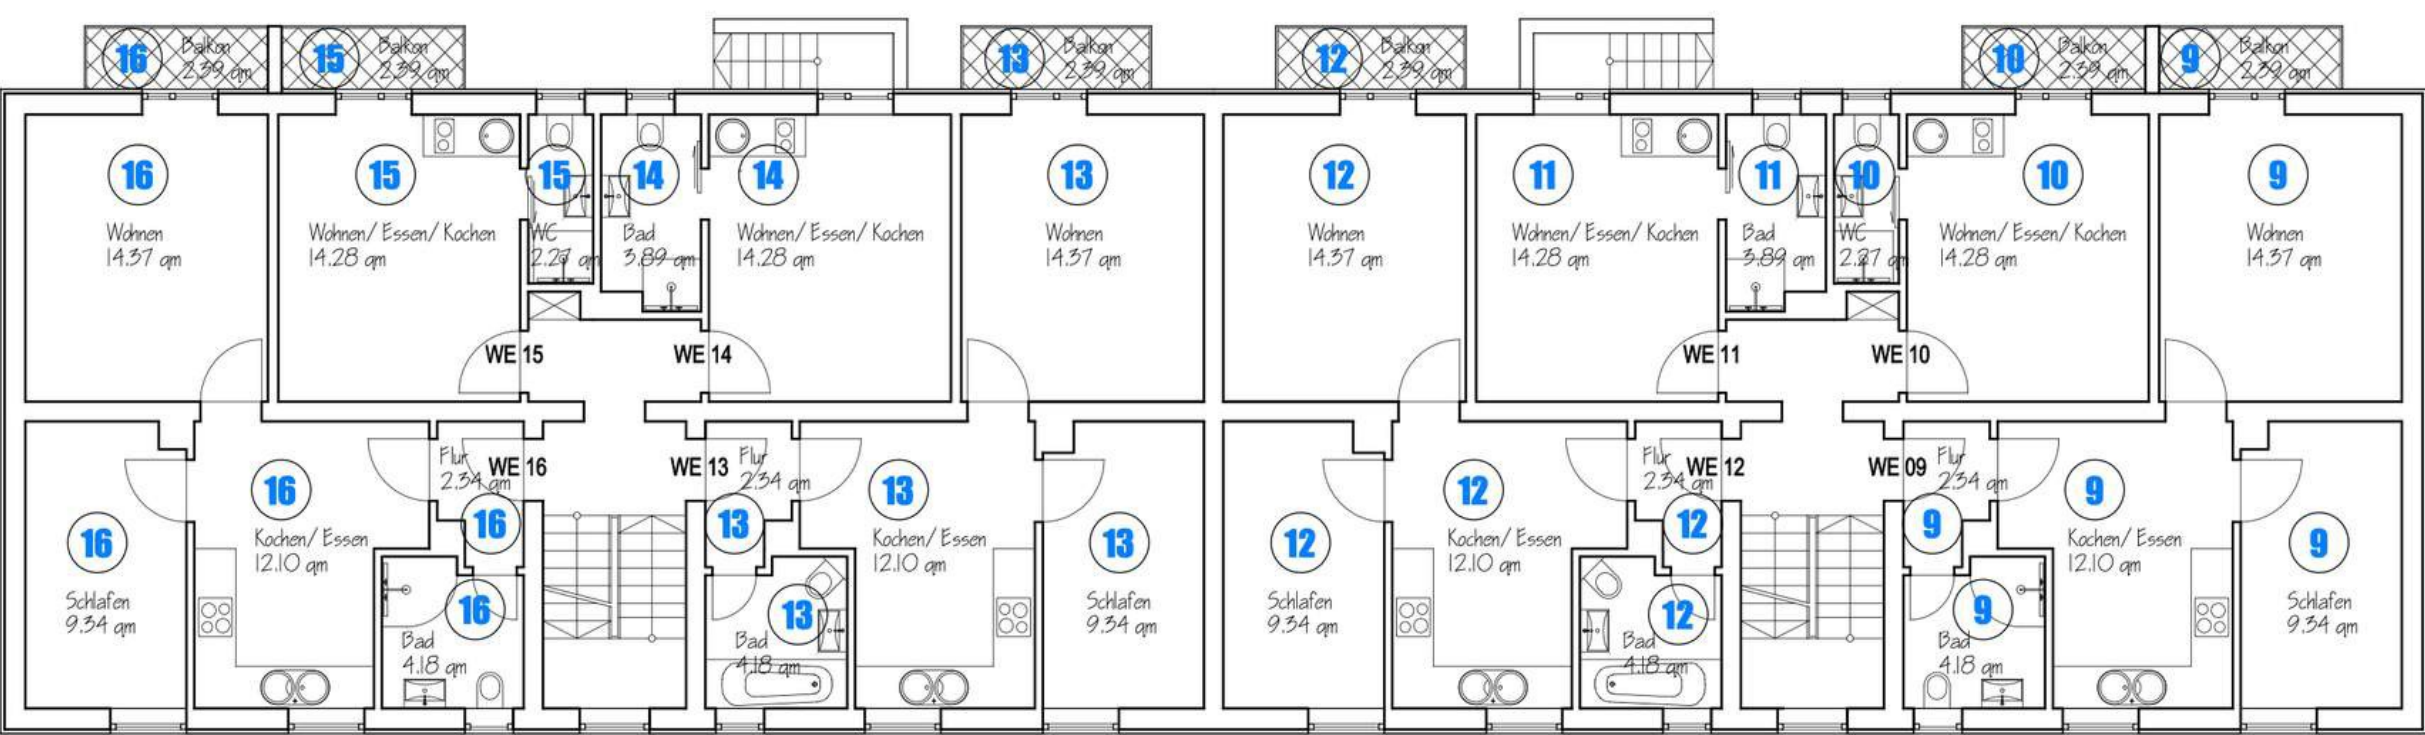 16
Balkon
2.39 qm
15
Balkon
2.39 qm
13
Balkon
2.39 qm
12
Balkon
2.39 qm
10
Balkon
2.39 qm
9
Balkon
2.39 qm
16
Wohnen
14.37 qm
15
Wohnen/ Essen/ Kochen
14.28 qm
15
WC
2.27 qm
14
Bad
3.89 qm
14
Wohnen/ Essen/ Kochen
14.28 qm
13
Wohnen
14.37 qm
12
Wohnen
14.37 qm
11
Wohnen/ Essen/ Kochen
14.28 qm
11
Bad
3.89 qm
10
WC
2.27 qm
10
Wohnen/ Essen/ Kochen
14.28 qm
9
Wohnen
14.37 qm
WE 15
WE 14
WE 11
WE 10
Flur
2.34 qm
WE 16
WE 13
Flur
2.34 qm
Flur
2.34 qm
WE 12
WE 09
Flur
2.34 qm
16
Schlafen
9.34 qm
16
Kochen/ Essen
12.10 qm
16
16
Bad
4.18 qm
13
13
Bad
4.18 qm
13
Kochen/ Essen
12.10 qm
13
Schlafen
9.34 qm
12
Schlafen
9.34 qm
12
Kochen/ Essen
12.10 qm
12
12
Bad
4.18 qm
9
9
Bad
4.18 qm
9
Kochen/ Essen
12.10 qm
9
Schlafen
9.34 qm